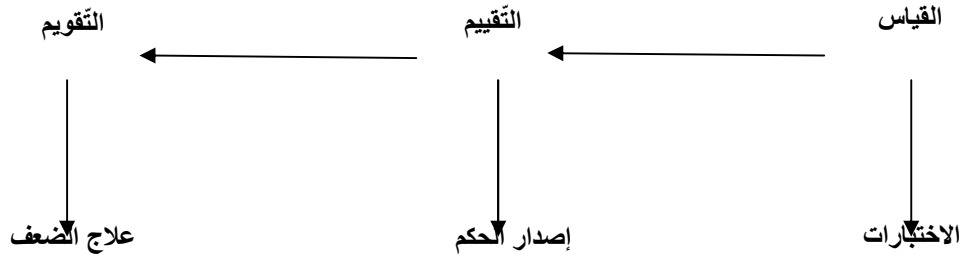 القياس
التّقييم
التّقويم
الاختبارات
إصدار الحكم
علاج الضعف